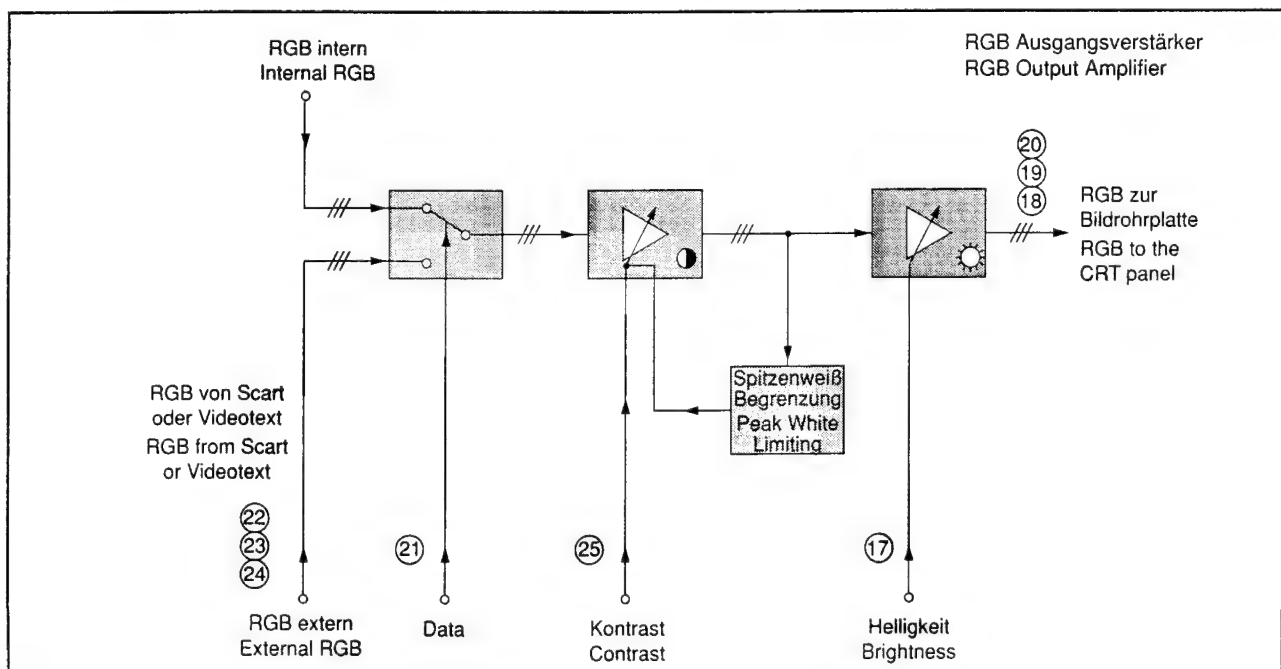 RGB intern
Internal RGB
RGB Ausgangsverstärker
RGB Output Amplifier
20
19
18
RGB zur
Bildrohrplatte
RGB to the
CRT panel
Spitzenweiß
Begrenzung
Peak White
Limiting
RGB von Scart
oder Videotext
RGB from Scart
or Videotext
22
23
24
21
25
17
RGB extern
External RGB
Data
Kontrast
Contrast
Helligkeit
Brightness